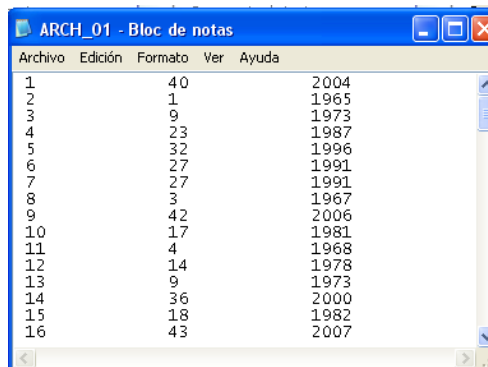 ARCH_01 - Bloc de notas
Archivo Edición Formato Ver Ayuda
1 40 2004
2 1 1965
3 9 1973
4 23 1987
5 32 1996
6 27 1991
7 27 1991
8 3 1967
9 42 2006
10 17 1981
11 4 1968
12 14 1978
13 9 1973
14 36 2000
15 18 1982
16 43 2007